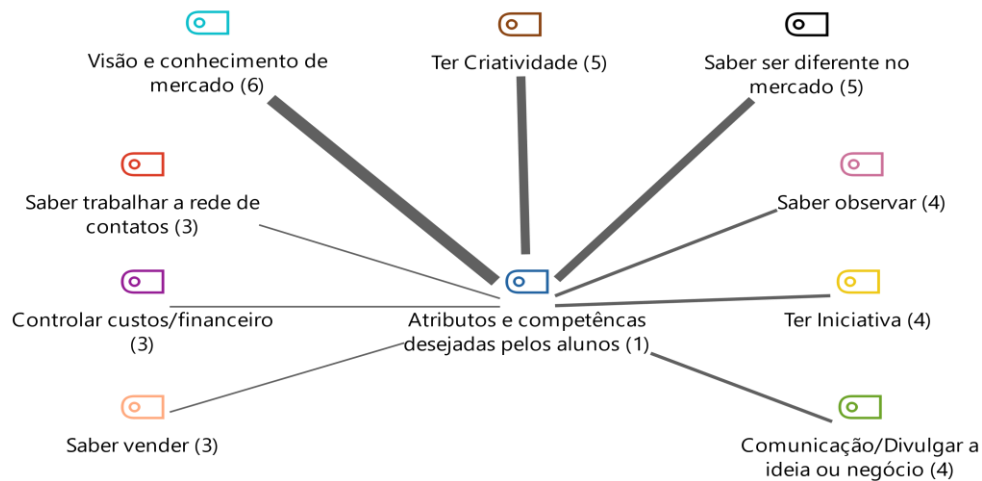 Visão e conhecimento de
mercado (6)
Ter Criatividade (5)
Saber ser diferente no
mercado (5)
Saber trabalhar a rede de
contatos (3)
Saber observar (4)
Controlar custos/financeiro
(3)
Atributos e competêncas
desejadas pelos alunos (1)
Ter Iniciativa (4)
Saber vender (3)
Comunicação/Divulgar a
ideia ou negócio (4)